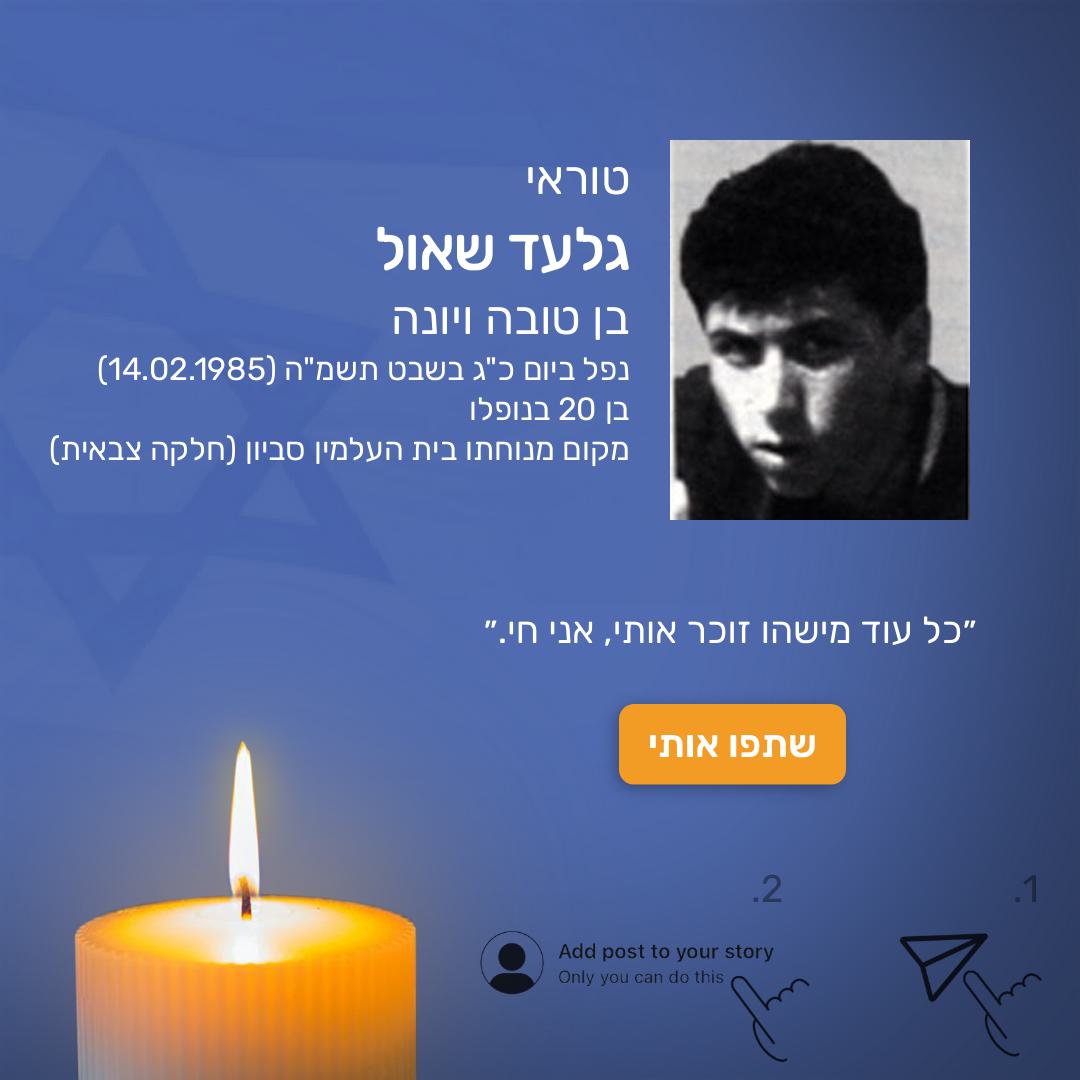 טוראי
גלעד שאול
בן טובה ויונה
נפל ביום כ"ג בשבט תשמ"ה (14.02.1985)
בן 20 בנופלו
מקום מנוחתו בית העלמין סביון (חלקה צבאית)
״כל עוד מישהו זוכר אותי, אני חי.״
שתפו אותי
1.
2.
Add post to your story
Only you can do this